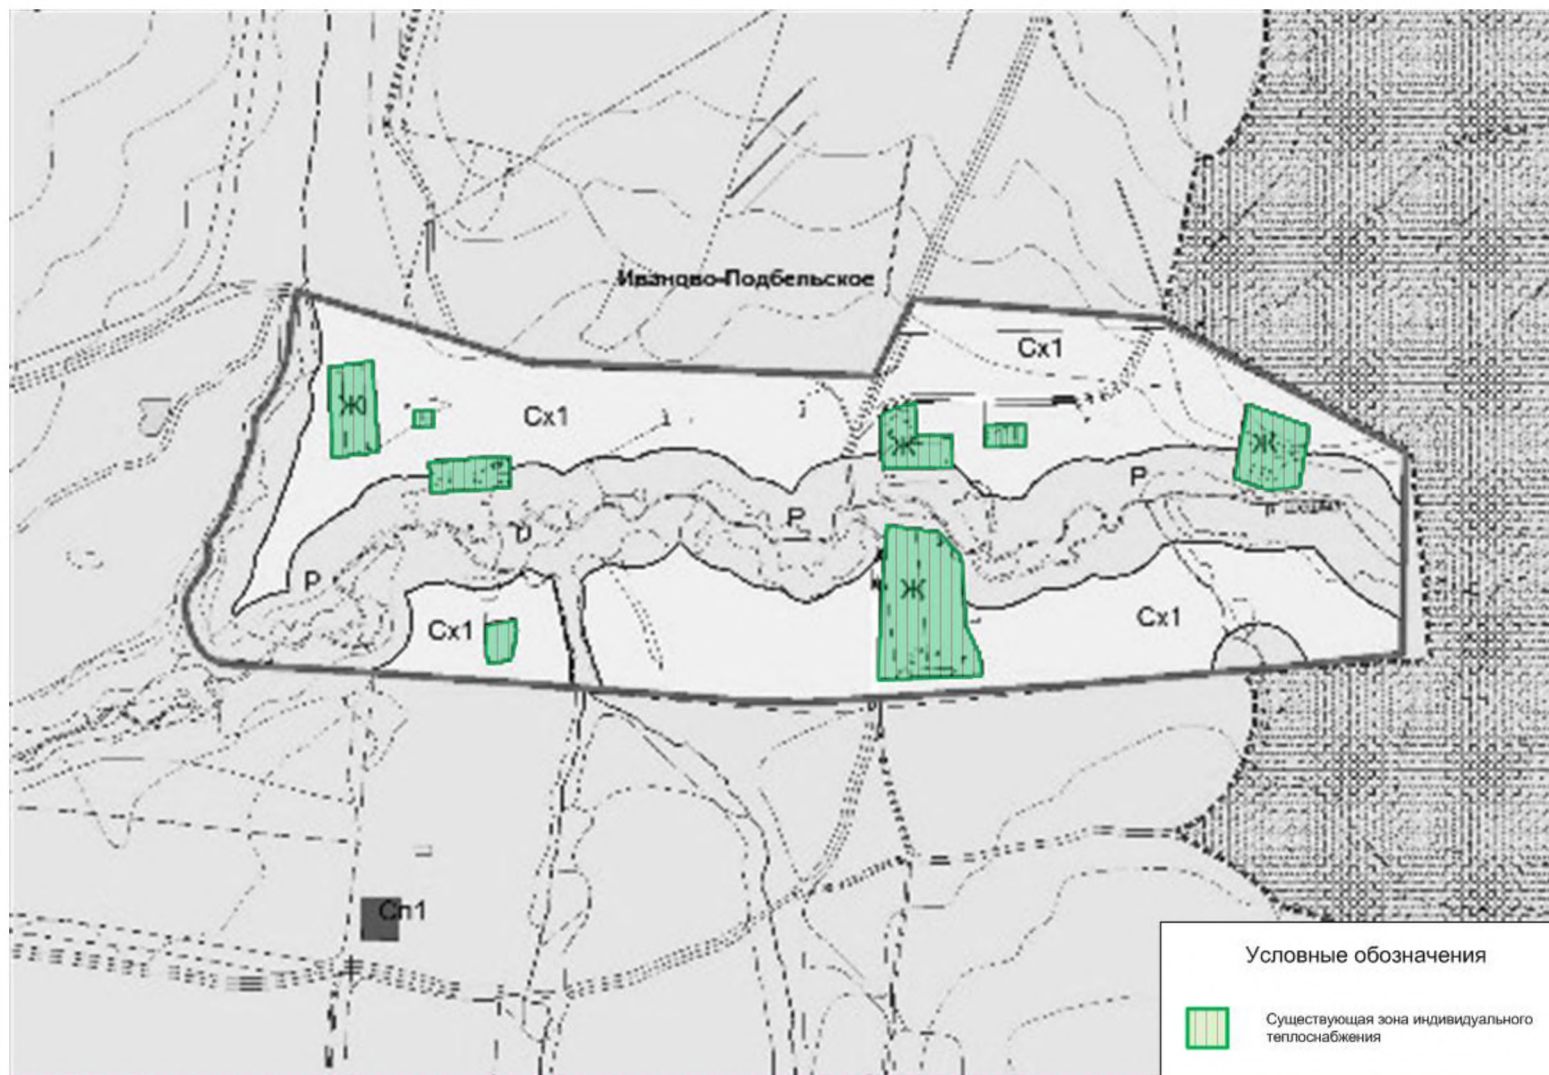 Иваново-Подбельское
Сх1
Ж
Сх1
Ж
Ж
Р
Р
Р
Ж
Сх1
Сх1
Сп1
Условные обозначения
Существующая зона индивидуального
теплоснабжения